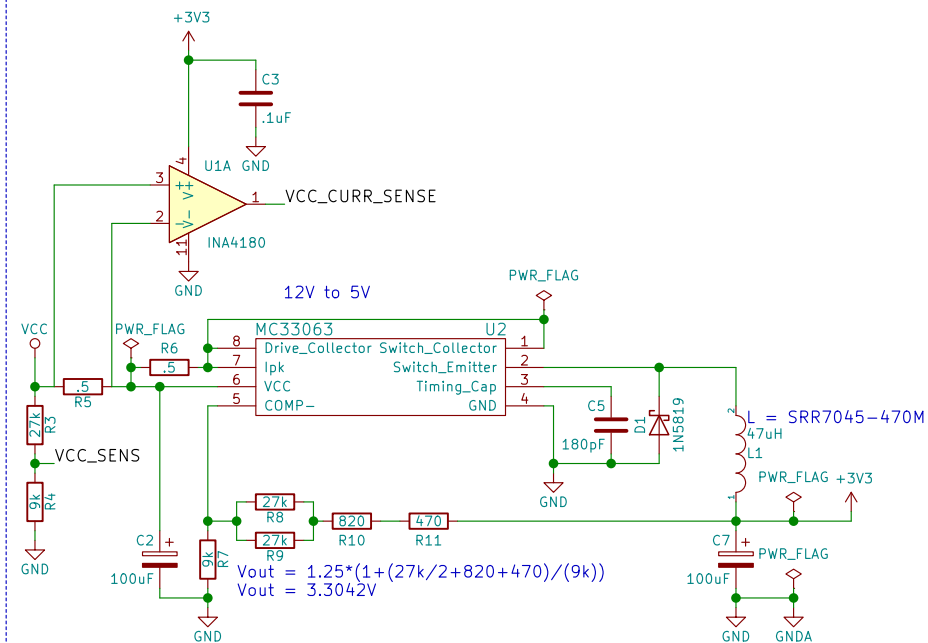 +3V3
C3
.1uF
GND
U1A
4
3
V+
1
VCC_CURR_SENSE
2
V-
11
INA4180
GND
12V to 5V
PWR_FLAG
VCC
PWR_FLAG
R6
.5
MC33063
U2
8
Drive_Collector
Switch_Collector
1
7
Ipk
Switch_Emitter
2
6
VCC
Timing_Cap
3
5
COMP-
GND
4
.5
R5
27k
R3
VCC_SENS
9k
R4
GND
C5
180pF
D1
1N5819
2
L = SRR7045-470M
47uH
L1
1
GND
PWR_FLAG
+3V3
27k
R8
27k
R9
820
R10
470
R11
C2
+
100uF
9k
R7
Vout = 1.25*(1+(27k/2+820+470)/(9k))
Vout = 3.3042V
GND
C7
+
100uF
PWR_FLAG
GND
GNDA